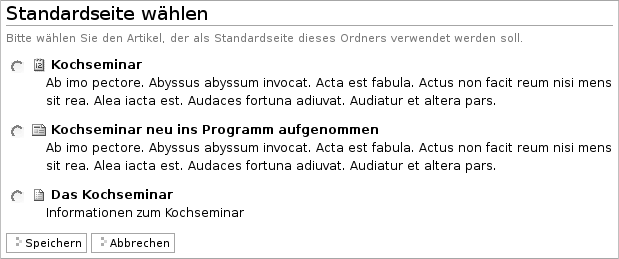 Standardseite wählen
Bitte wählen Sie den Artikel, der als Standardseite dieses Ordners verwendet werden soll.
Kochseminar
Ab imo pectore. Abyssus abyssum invocat. Acta est fabula. Actus non facit reum nisi mens
sit rea. Alea iacta est. Audaces fortuna adiuvat. Audiatur et altera pars.
Kochseminar neu ins Programm aufgenommen
Ab imo pectore. Abyssus abyssum invocat. Acta est fabula. Actus non facit reum nisi mens
sit rea. Alea iacta est. Audaces fortuna adiuvat. Audiatur et altera pars.
Das Kochseminar
Informationen zum Kochseminar
Speichern Abbrechen